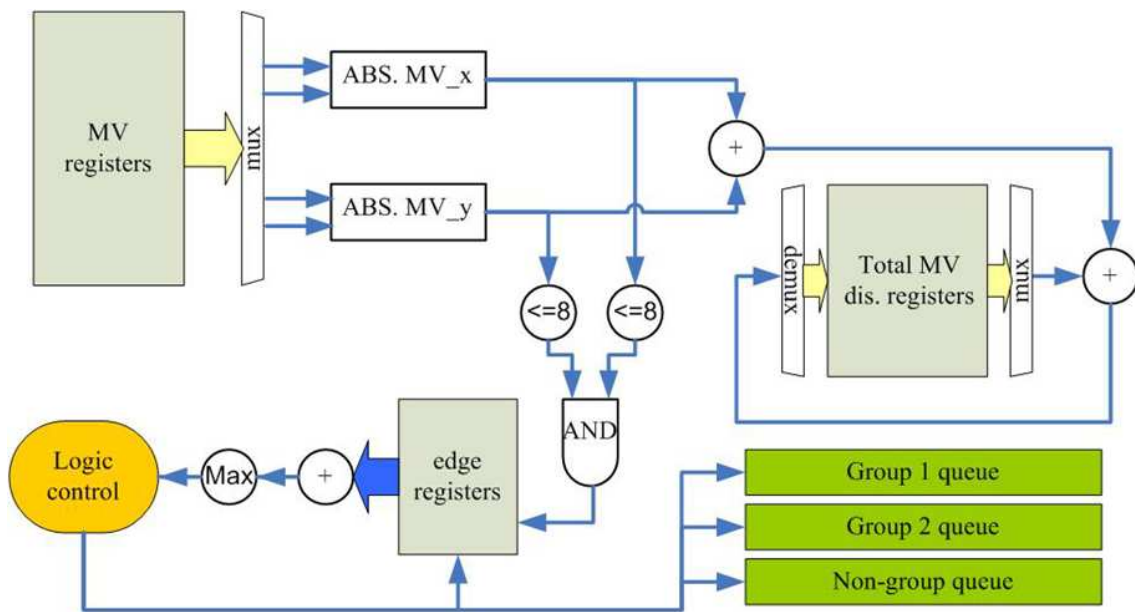 MV
registers
mux
ABS. MV_x
ABS. MV_y
+
demux
Total MV
dis. registers
mux
+
<=8
<=8
AND
Logic
control
Max
+
edge
registers
Group 1 queue
Group 2 queue
Non-group queue